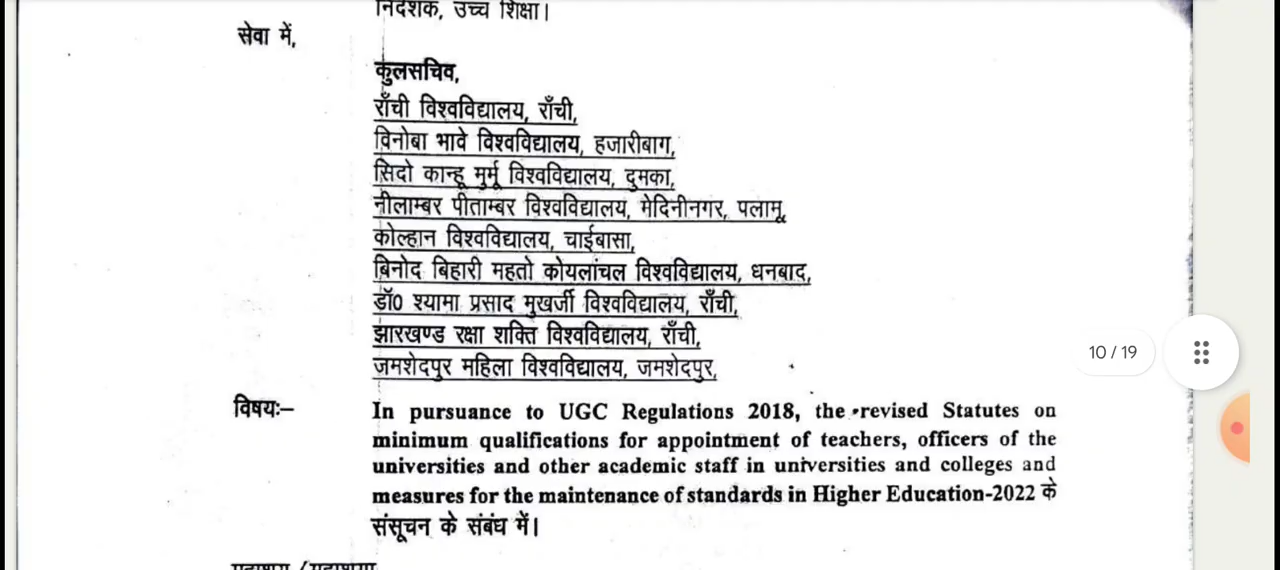 निदेशक, उच्च शिक्षा।
सेवा में,
कुलसचिव,
राँची विश्वविद्यालय, राँची,
विनोबा भावे विश्वविद्यालय, हजारीबाग,
सिदो कान्हू मुर्मू विश्वविद्यालय, दुमका,
नीलाम्बर पीताम्बर विश्वविद्यालय, मेदिनीनगर, पलामू
कोल्हान विश्वविद्यालय, चाईबासा,
बिनोद बिहारी महतो कोयलांचल विश्वविद्यालय, धनबाद,
डॉ0 श्यामा प्रसाद मुखर्जी विश्वविद्यालय, राँची,
झारखण्ड रक्षा शक्ति विश्वविद्यालय, राँची,
जमशेदपुर महिला विश्वविद्यालय, जमशेदपुर,
10 / 19
विषयः– In pursuance to UGC Regulations 2018, the revised Statutes on
minimum qualifications for appointment of teachers, officers of the
universities and other academic staff in universities and colleges and
measures for the maintenance of standards in Higher Education-2022 के
संसूचन के संबंध में।